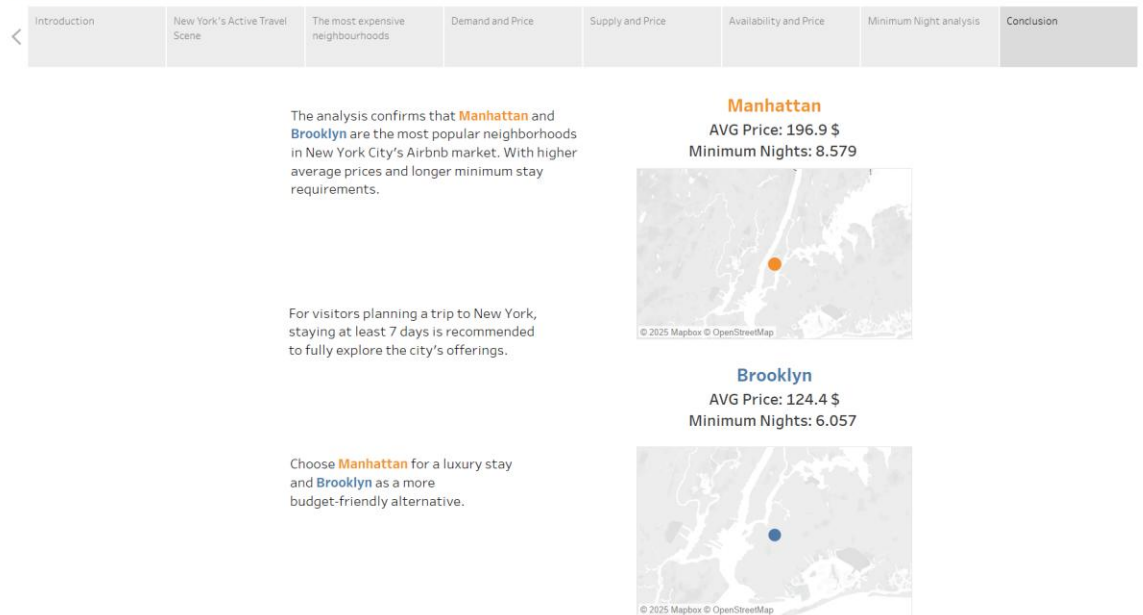 Introduction
New York's Active Travel
Scene
The most expensive
neighbourhoods
Demand and Price
Supply and Price
Availability and Price
Minimum Night analysis
Conclusion
The analysis confirms that Manhattan and
Brooklyn are the most popular neighborhoods
in New York City's Airbnb market. With higher
average prices and longer minimum stay
requirements.
For visitors planning a trip to New York,
staying at least 7 days is recommended
to fully explore the city's offerings.
Choose Manhattan for a luxury stay
and Brooklyn as a more
budget-friendly alternative.
Manhattan
AVG Price: 196.9 $
Minimum Nights: 8.579
© 2025 Mapbox © OpenStreetMap
Brooklyn
AVG Price: 124.4 $
Minimum Nights: 6.057
© 2025 Mapbox © OpenStreetMap